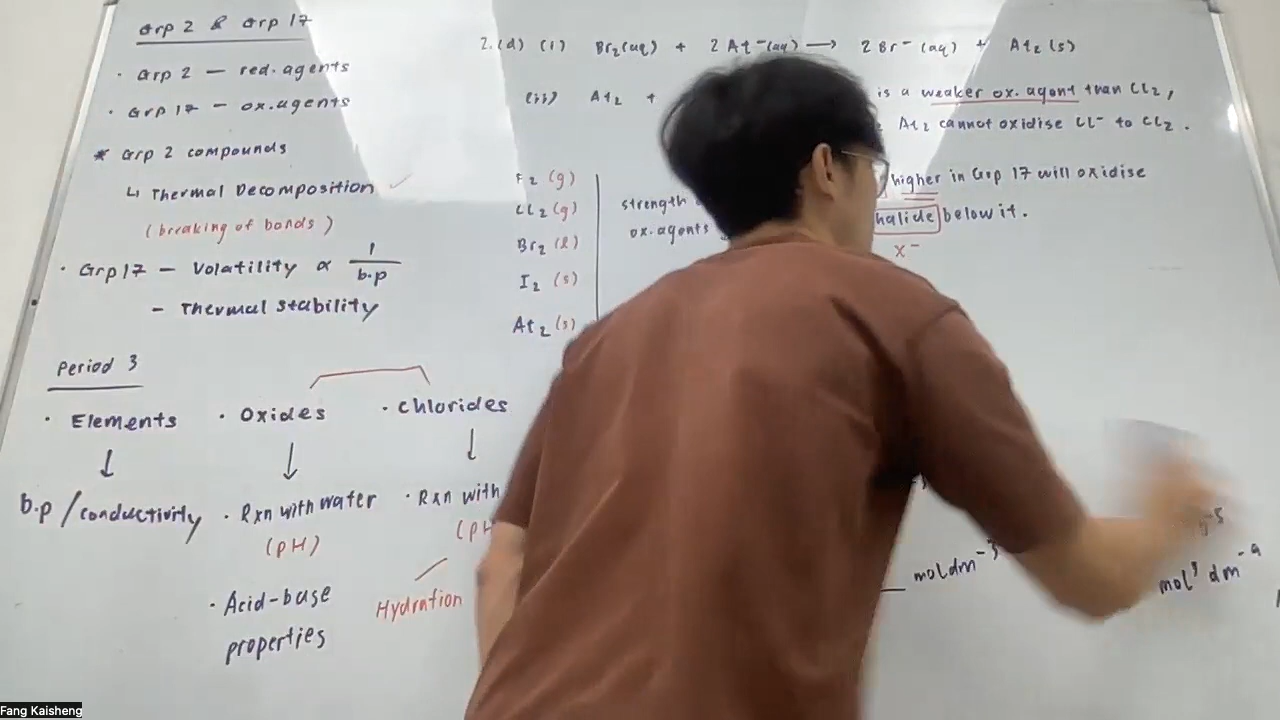 Grp 2 & Grp 17
· Grp 2 — red. agents
· Grp 17 - ox. agents
* Grp 2 compounds
↳ Thermal Decomposition ✓
(breaking of bonds)
· Grp 17 — Volatility ∝ 1/b.p
- Thermal stability
Period 3
· Elements
↓
b.p / conductivity
· Oxides
↓
· Rxn with water
(pH)
· Acid-base
properties
· Chlorides
↓
· Rxn with
(pH
Hydration
2. (d) (i) Br₂(aq) + 2At⁻(aq) → 2Br⁻(aq) + At₂(s)
(ii) At₂ +
is a weaker ox. agent than Cl₂,
At₂ cannot oxidise Cl⁻ to Cl₂.
F₂ (g)
Cl₂ (g)
Br₂ (l)
I₂ (s)
At₂ (s)
strength
ox. agents
higher in Grp 17 will oxidise
halide below it.
X⁻
mol dm⁻³
mol³ dm⁻⁹
Fang Kaisheng